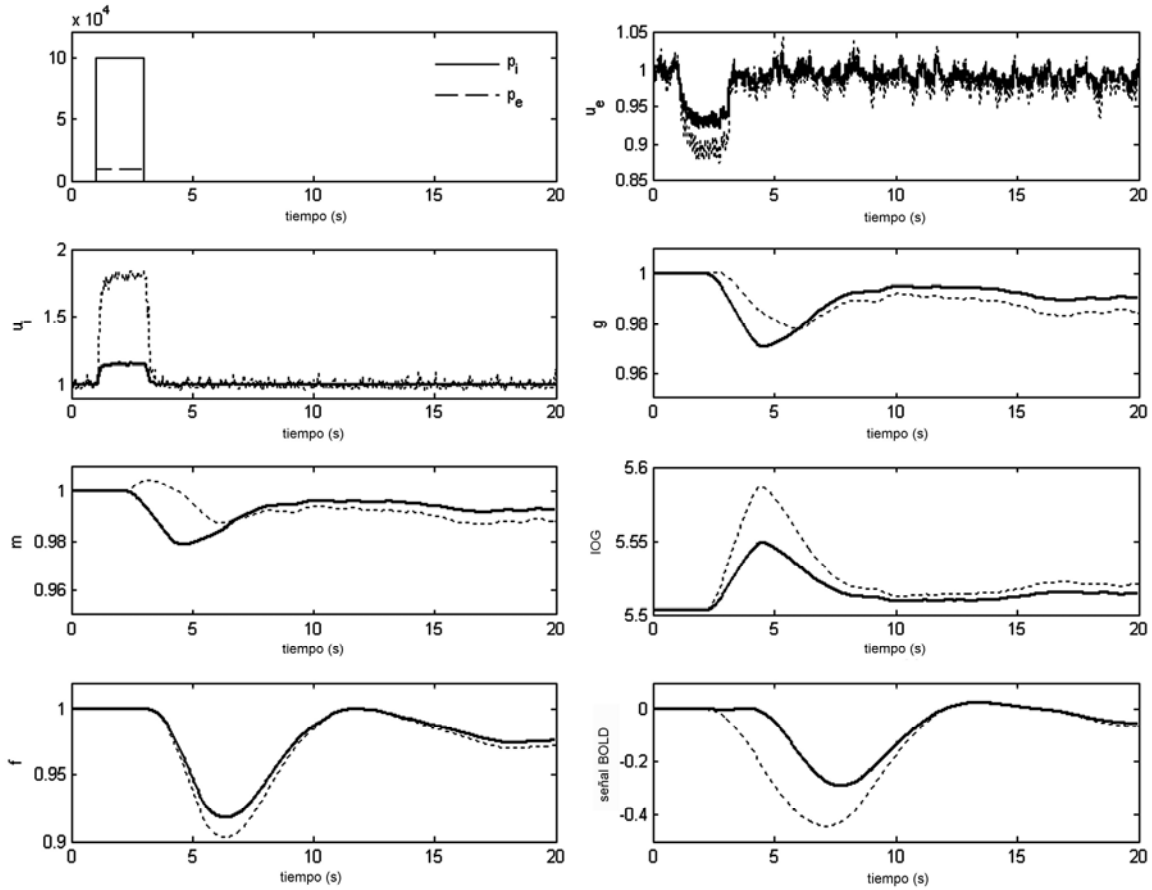 x 10⁴
10
5
0
p_i
p_e
0 5 10 15 20
tiempo (s)
1.05
1
0.95
0.9
0.85
u_e
0 5 10 15 20
tiempo (s)
2
1.5
1
u_i
0 5 10 15 20
tiempo (s)
1
0.98
0.96
g
0 5 10 15 20
tiempo (s)
1
0.98
0.96
m
0 5 10 15 20
tiempo (s)
5.6
5.55
5.5
IOG
0 5 10 15 20
tiempo (s)
1
0.95
0.9
f
0 5 10 15 20
tiempo (s)
0
-0.2
-0.4
señal BOLD
0 5 10 15 20
tiempo (s)